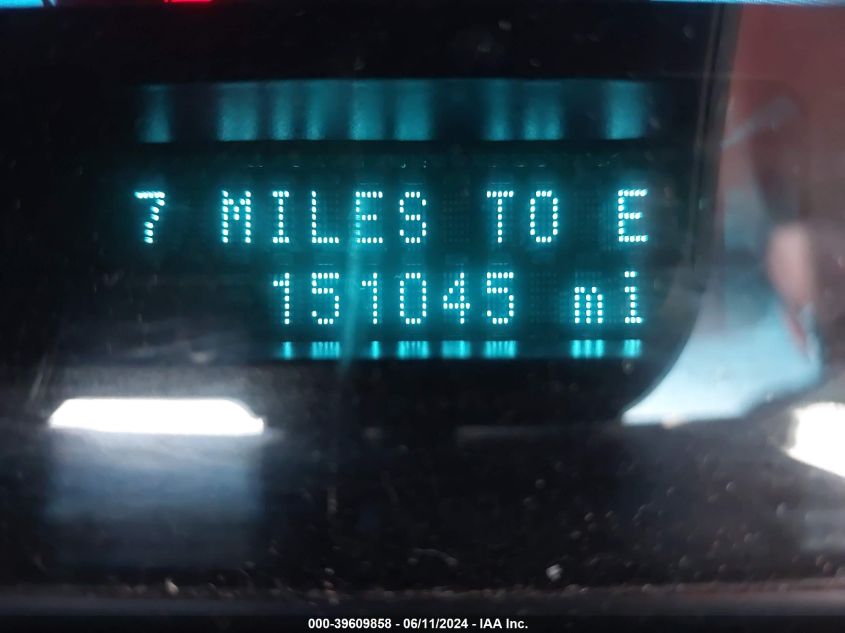 7 MILES TO E
151045 mi
000-39609858 - 06/11/2024 - IAA Inc.